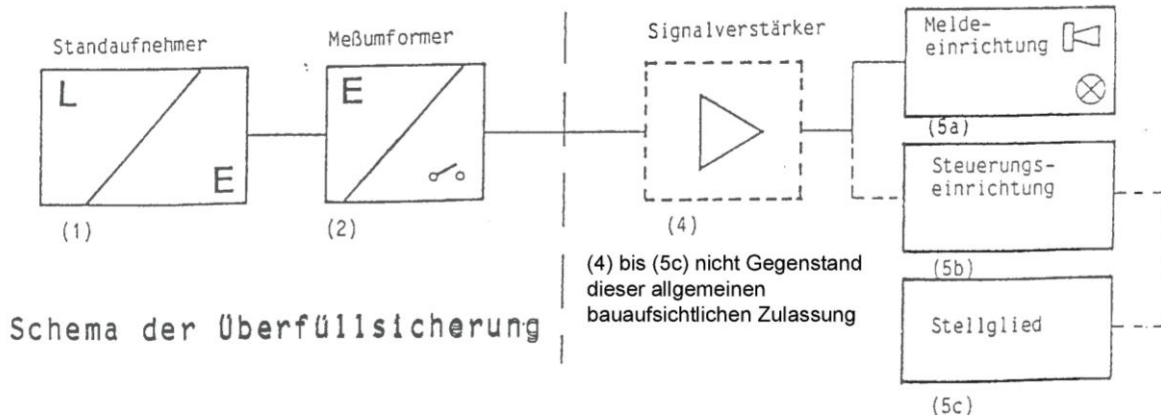 Standaufnehmer
L
E
(1)
Meßumformer
E
(2)
Signalverstärker
(4)
Melde-
einrichtung
(5a)
Steuerungs-
einrichtung
(5b)
Stellglied
(5c)
(4) bis (5c) nicht Gegenstand
dieser allgemeinen
bauaufsichtlichen Zulassung
Schema der Überfüllsicherung